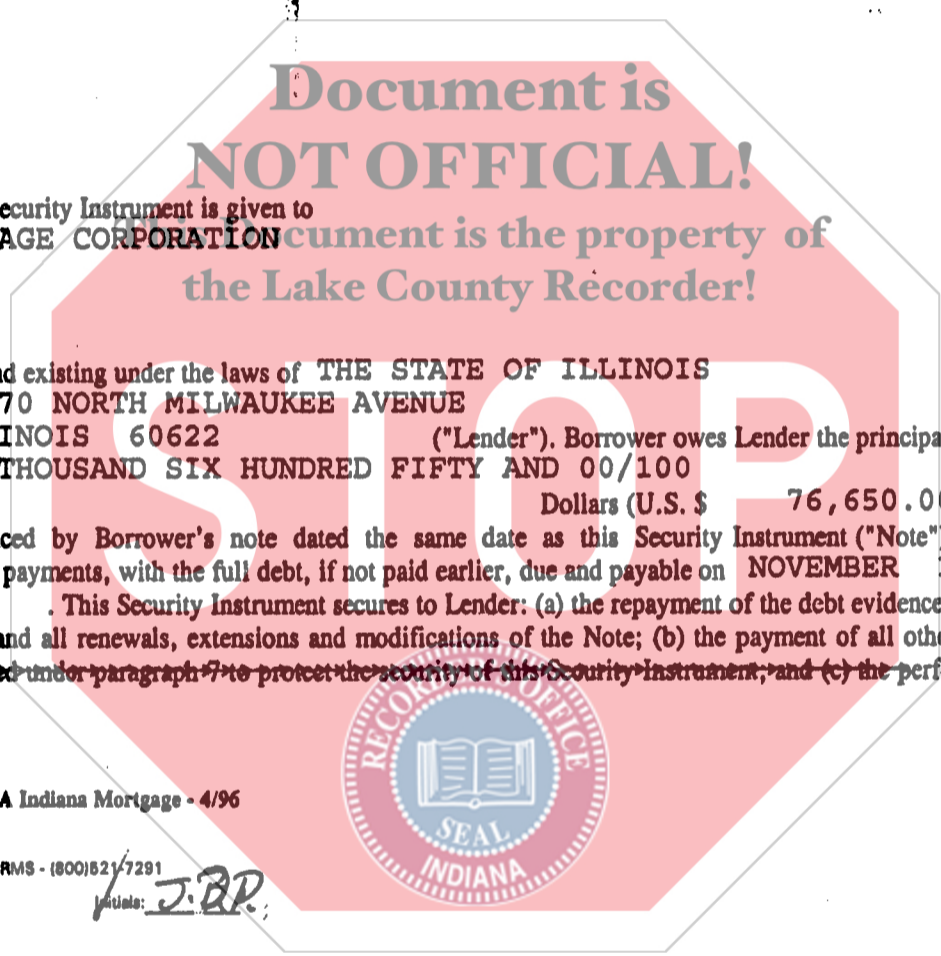 Document is
NOT OFFICIAL!
ecurity Instrument is given to
This Document is the property of
AGE CORPORATION
the Lake County Recorder!
STOP
d existing under the laws of THE STATE OF ILLINOIS
70 NORTH MILWAUKEE AVENUE
INOIS 60622 ("Lender"). Borrower owes Lender the principa
THOUSAND SIX HUNDRED FIFTY AND 00/100
Dollars (U.S. $ 76,650.0
ced by Borrower's note dated the same date as this Security Instrument ("Note"
payments, with the full debt, if not paid earlier, due and payable on NOVEMBER
. This Security Instrument secures to Lender: (a) the repayment of the debt evidence
nd all renewals, extensions and modifications of the Note; (b) the payment of all oth
ed under paragraph 7 to protect the security of this Security Instrument; and (c) the perf
RECORDER'S OFFICE
SEAL
INDIANA
A Indiana Mortgage - 4/96
RMS - (800)521-7291
Initials: J.B.P.